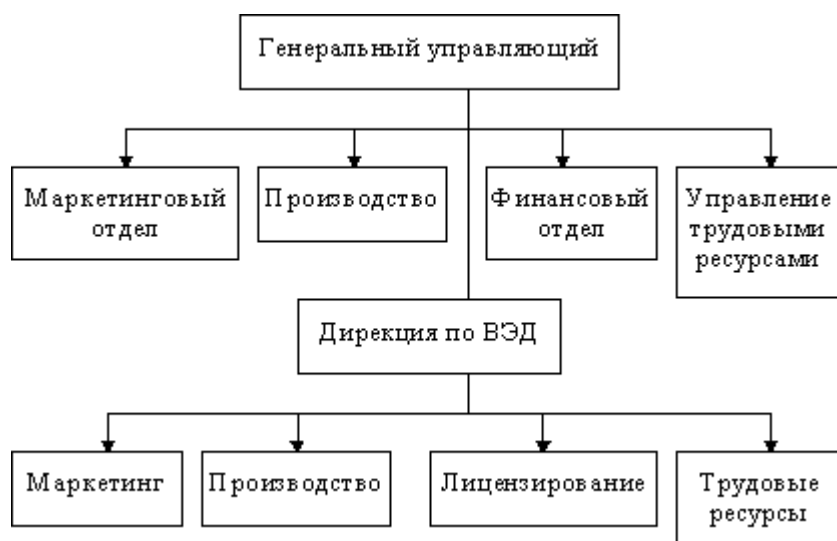 Генеральный управляющий
Маркетинговый
отдел
Производство
Финансовый
отдел
Управление
трудовыми
ресурсами
Дирекция по ВЭД
Маркетинг
Производство
Лицензирование
Трудовые
ресурсы